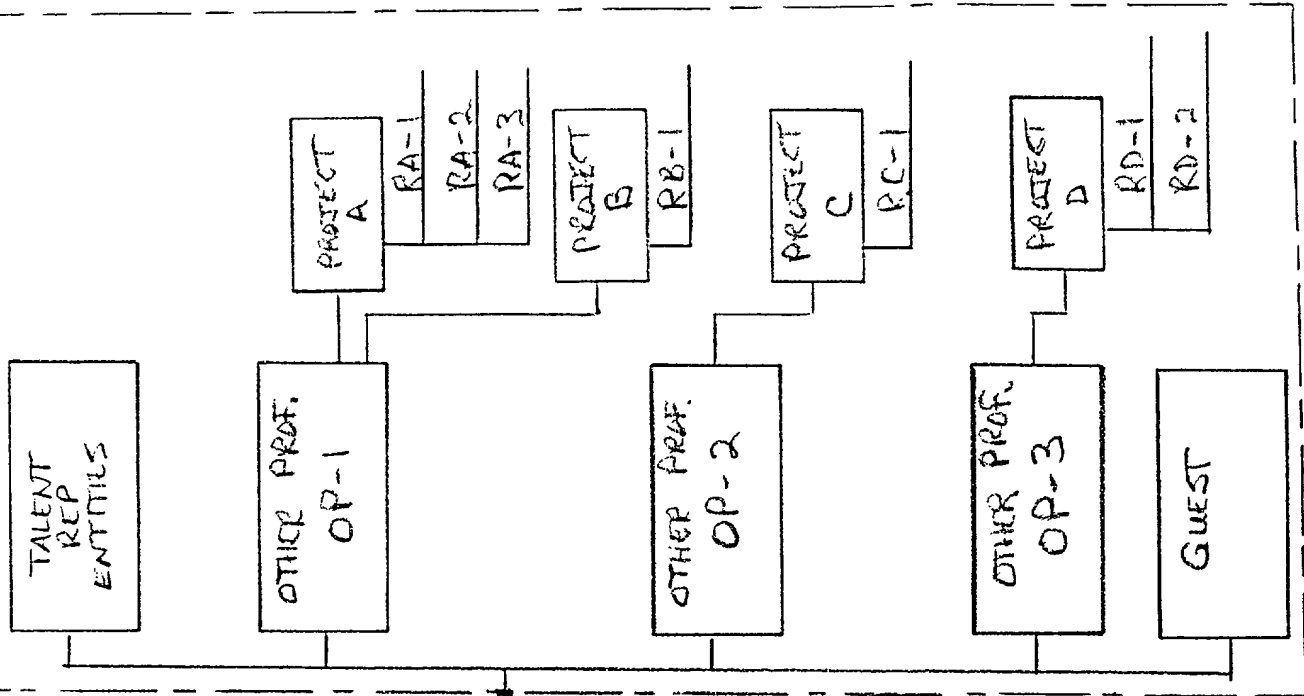 TALENT
REP
ENTITIES
OTHER PROF.
OP-1
PROJECT
A
RA-1
RA-2
RA-3
PROJECT
B
RB-1
OTHER PROF.
OP-2
PROJECT
C
RC-1
OTHER PROF.
OP-3
PROJECT
D
RD-1
RD-2
GUEST